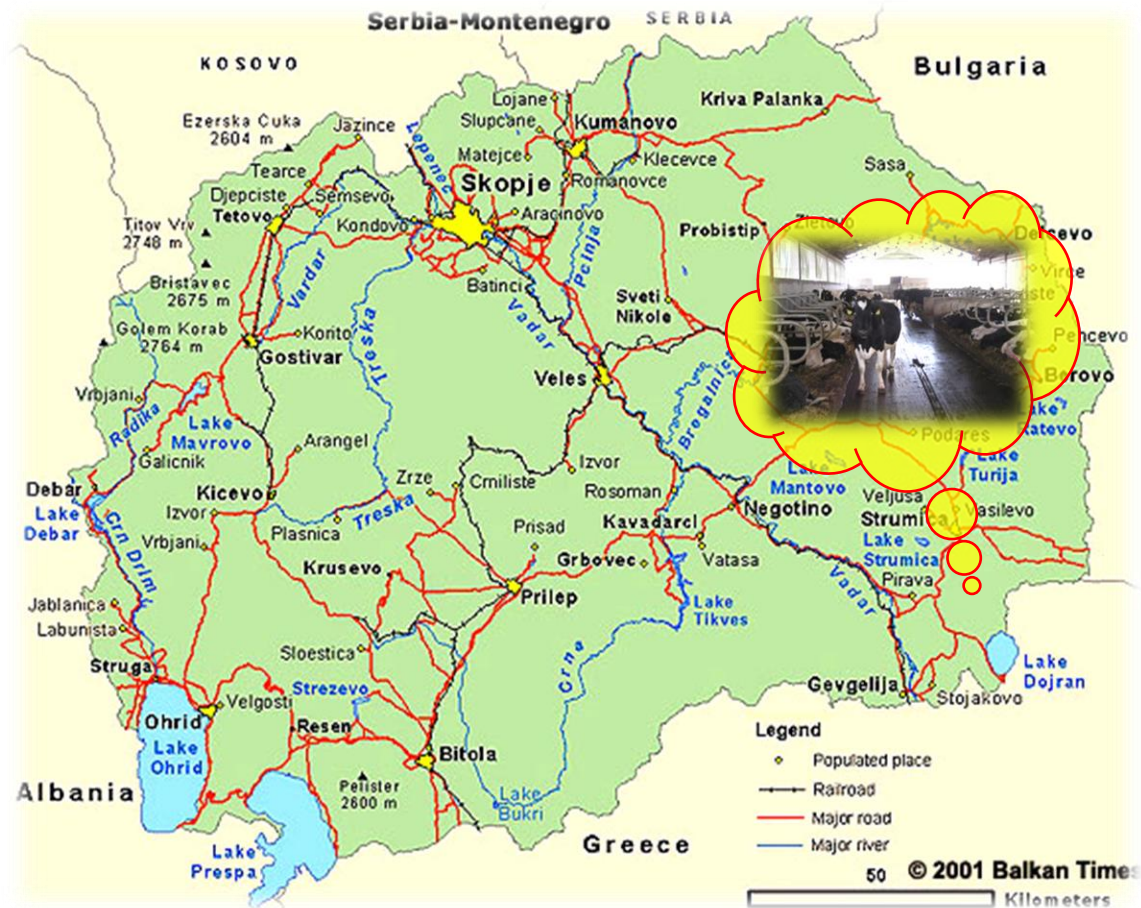 Serbia-Montenegro
SERBIA
KOSOVO
Bulgaria
Lojane
Kriva Palanka
Ezerska Cuka
2604 m
Jazince
Slupcane
Kumanovo
Lepenec
Matejce
Klecevce
Sasa
Tearce
Skopje
Romanovce
Djepciste
Semsevo
Tetovo
Kondovo
Aracinovo
Titov Vrv
2748 m
Probistip
Zletovo
Delcevo
Pcinja
Virce
Bristavec
2675 m
Vardar
Batinci
Sveti
Nikole
Vadar
Treska
Golem Korab
2764 m
Korito
Gostivar
Pencevo
Veles
Berovo
Vrbjani
Bregalnica
Radika
Lake
Mavrovo
Lake
Ratevo
Podares
Arangel
Galicnik
Izvor
Lake
Turija
Lake
Mantovo
Debar
Zrze
Crniliste
Kicevo
Rosoman
Veljusa
Lake
Debar
Izvor
Treska
Negotino
Vasilevo
Strumica
Crn Drim
Plasnica
Prisad
Kavadarci
Lake
Strumica
Vrbjani
Grbovec
Vatasa
Krusevo
Vadar
Pirava
Prilep
Jablanica
Lake
Tikves
Labunista
Sloestica
Crna
Struga
Lake
Dojran
Strezevo
Gevgelija
Stojakovo
Velgosti
Ohrid
Resen
Lake
Ohrid
Legend
Bitola
Populated place
Albania
Pelister
2600 m
Railroad
Lake
Bukri
Major road
Greece
Major river
Lake
Prespa
50
© 2001 Balkan Times
Kilometers